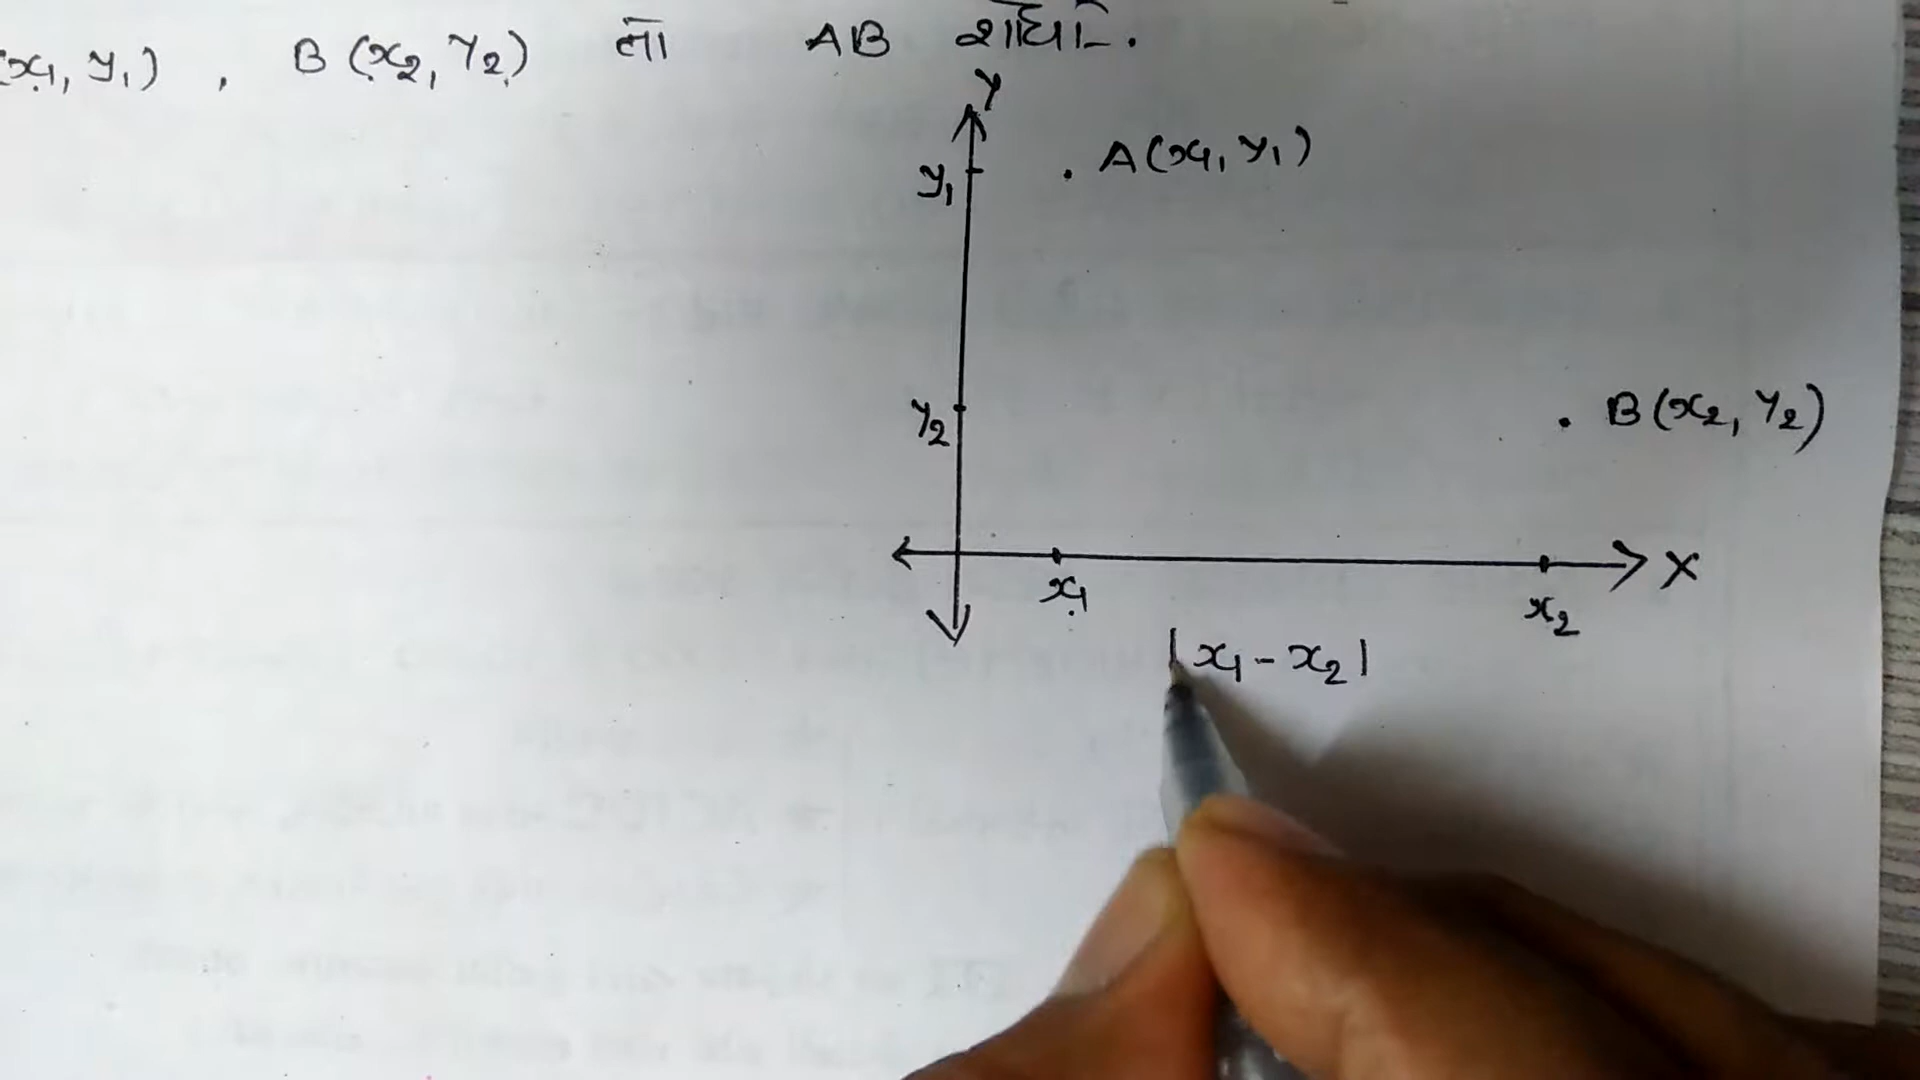 (x₁, y₁) , B (x₂, y₂) तो AB શોધો.
Y
y₁
A(x₁, y₁)
y₂
B(x₂, y₂)
X
x₁
x₂
|x₁ - x₂|